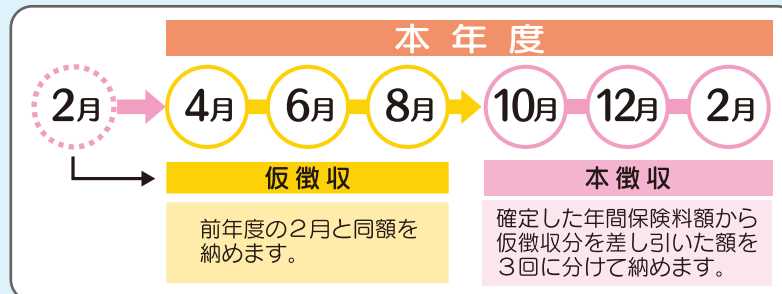 本年度
2月
4月
6月
8月
10月
12月
2月
仮徴収
本徴収
前年度の2月と同額を
納めます。
確定した年間保険料額から
仮徴収分を差し引いた額を
3回に分けて納めます。